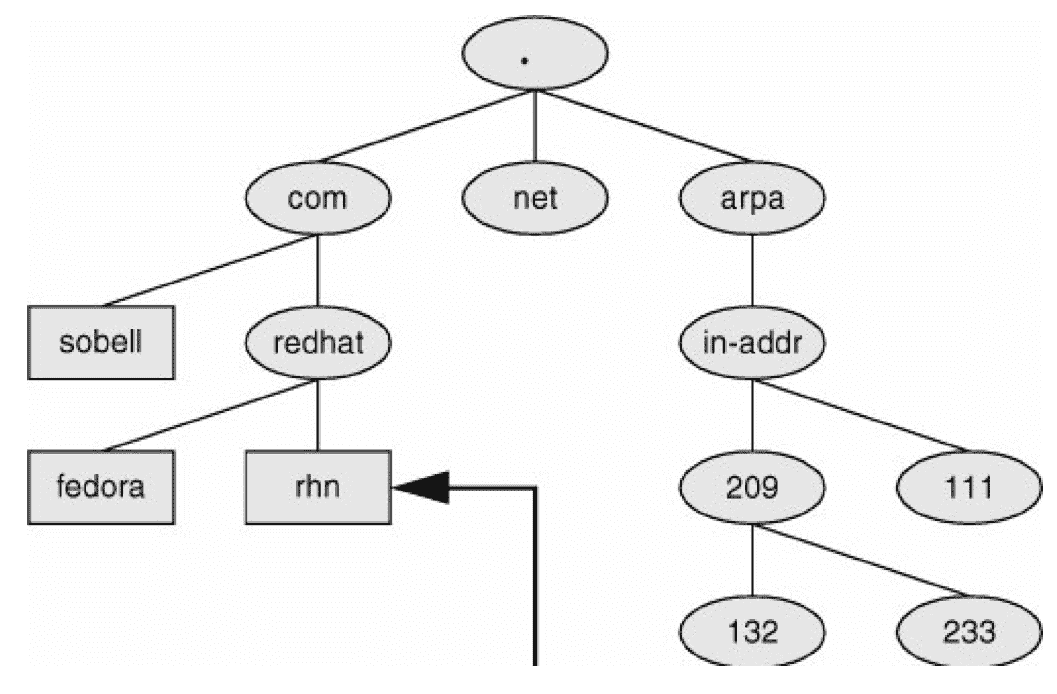 .
com net arpa
sobell redhat in-addr
fedora rhn 209 111
132 233